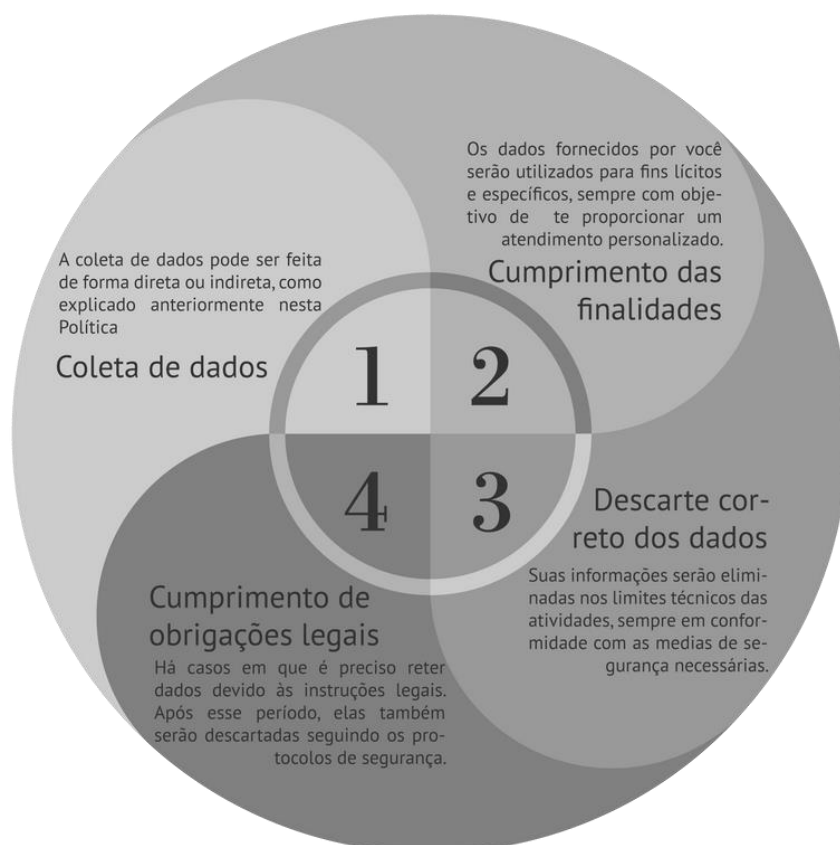 A coleta de dados pode ser feita
de forma direta ou indireta, como
explicado anteriormente nesta
Política
Coleta de dados
1
Os dados fornecidos por você
serão utilizados para fins lícitos
e específicos, sempre com obje-
tivo de te proporcionar um
atendimento personalizado.
Cumprimento das
finalidades
2
3
Descarte cor-
reto dos dados
Suas informações serão elimi-
nadas nos limites técnicos das
atividades, sempre em confor-
midade com as medias de se-
gurança necessárias.
4
Cumprimento de
obrigações legais
Há casos em que é preciso reter
dados devido às instruções legais.
Após esse período, elas também
serão descartadas seguindo os pro-
tocolos de segurança.